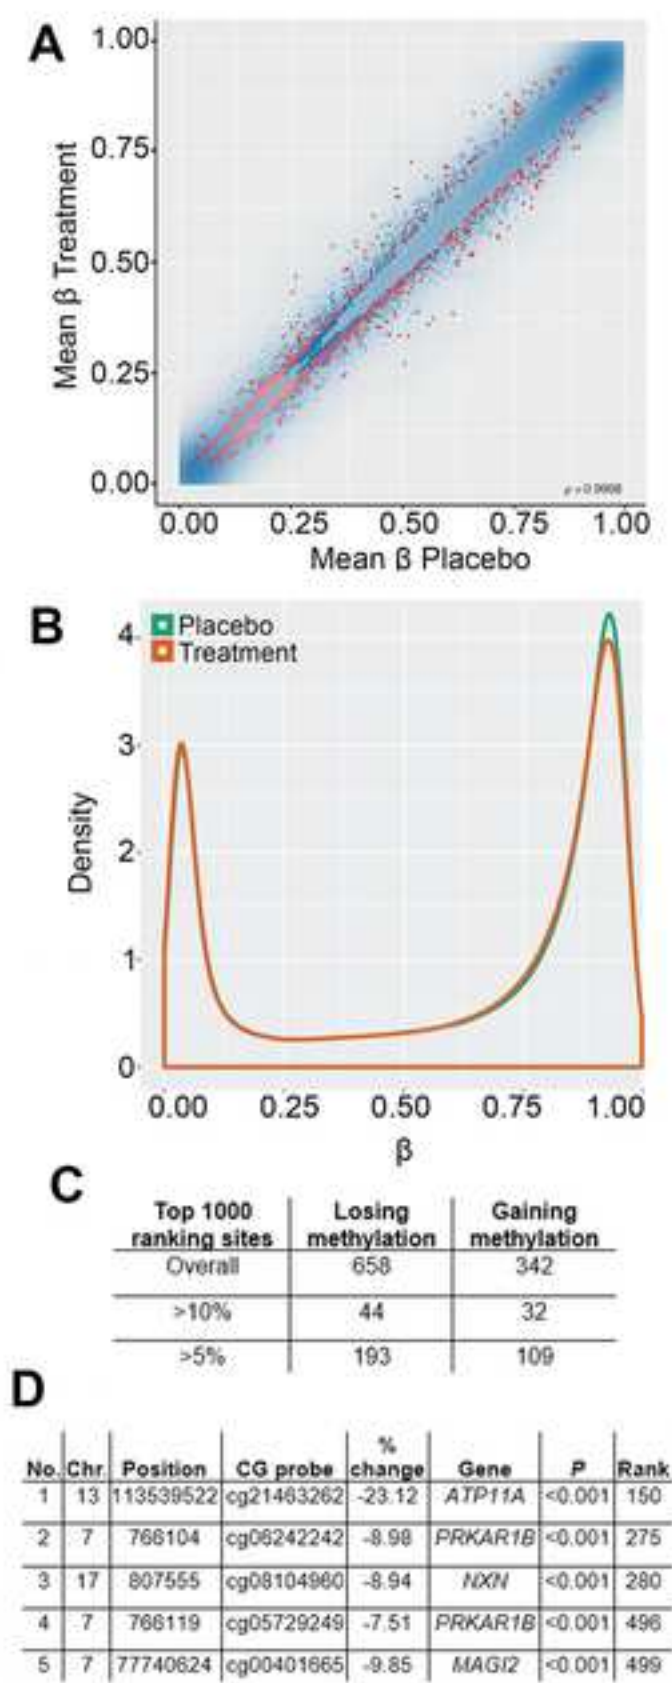 A
1.00
0.75
0.50
0.25
0.00
Mean β Treatment
0.00 0.25 0.50 0.75 1.00
Mean β Placebo
B
Placebo
Treatment
4
3
2
1
0
Density
0.00 0.25 0.50 0.75 1.00
β
C
Top 1000 ranking sites Losing methylation Gaining methylation
Overall 658 342
>10% 44 32
>5% 193 109
D
No. Chr Position CG probe % change Gene P Rank
1 13 113539522 cg21463262 -23.12 ATP11A <0.001 150
2 7 766104 cg06242242 -8.98 PRKAR1B <0.001 275
3 17 807555 cg08104960 -8.94 NXN <0.001 280
4 7 766119 cg05729249 -7.51 PRKAR1B <0.001 496
5 7 77740624 cg00401665 -9.85 MAGI2 <0.001 499